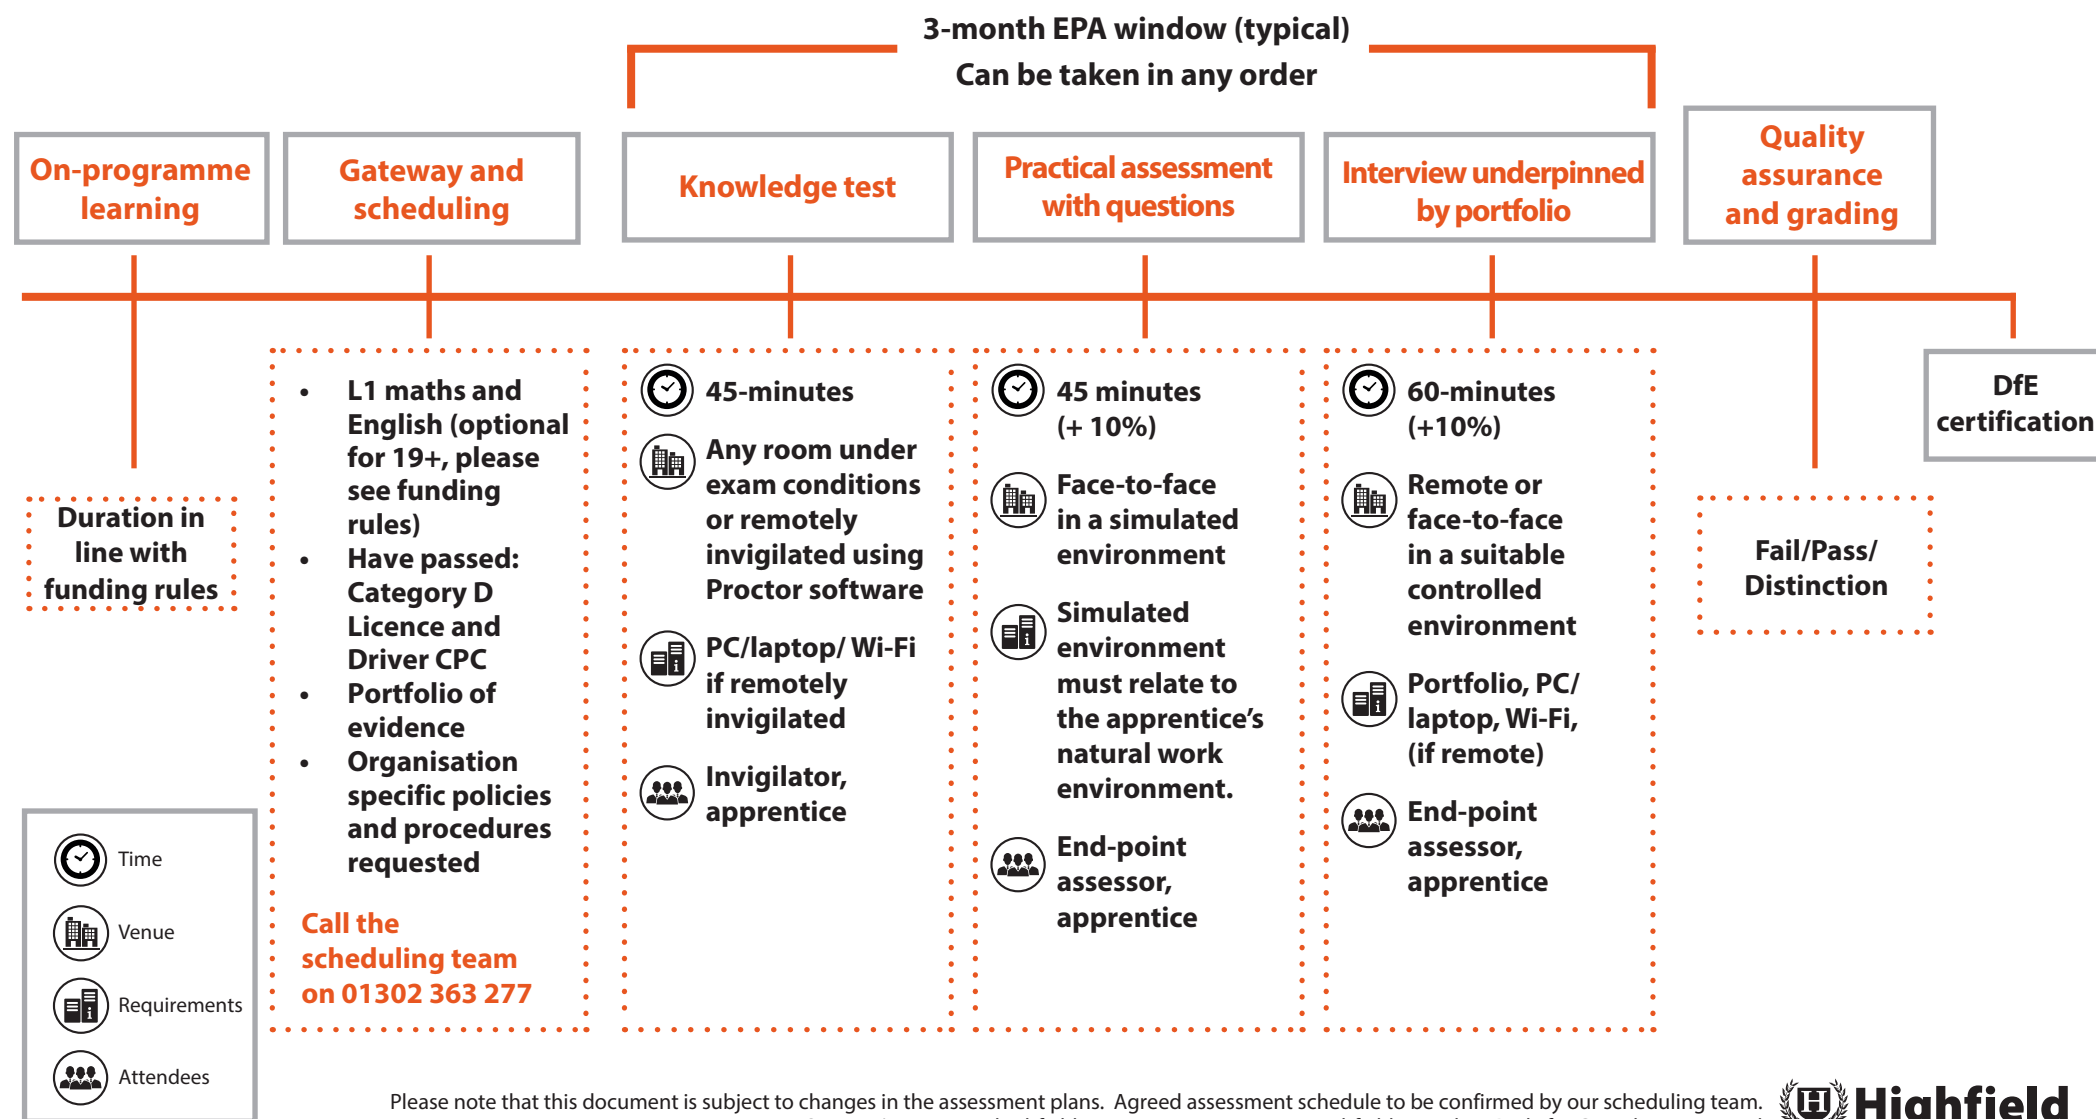 3-month EPA window (typical)
Can be taken in any order
On-programme
learning
Gateway and
scheduling
Knowledge test
Practical assessment
with questions
Interview underpinned
by portfolio
Quality
assurance
and grading
Duration in
line with
funding rules
• L1 maths and
English (optional
for 19+, please
see funding
rules)
• Have passed:
Category D
Licence and
Driver CPC
• Portfolio of
evidence
• Organisation
specific policies
and procedures
requested
Call the
scheduling team
on 01302 363 277
45-minutes
Any room under
exam conditions
or remotely
invigilated using
Proctor software
PC/laptop/ Wi-Fi
if remotely
invigilated
Invigilator,
apprentice
45 minutes
(+ 10%)
Face-to-face
in a simulated
environment
Simulated
environment
must relate to
the apprentice's
natural work
environment.
End-point
assessor,
apprentice
60-minutes
(+10%)
Remote or
face-to-face
in a suitable
controlled
environment
Portfolio, PC/
laptop, Wi-Fi,
(if remote)
End-point
assessor,
apprentice
Fail/Pass/
Distinction
DfE
certification
Time
Venue
Requirements
Attendees
Please note that this document is subject to changes in the assessment plans.  Agreed assessment schedule to be confirmed by our scheduling team.
H Highfield